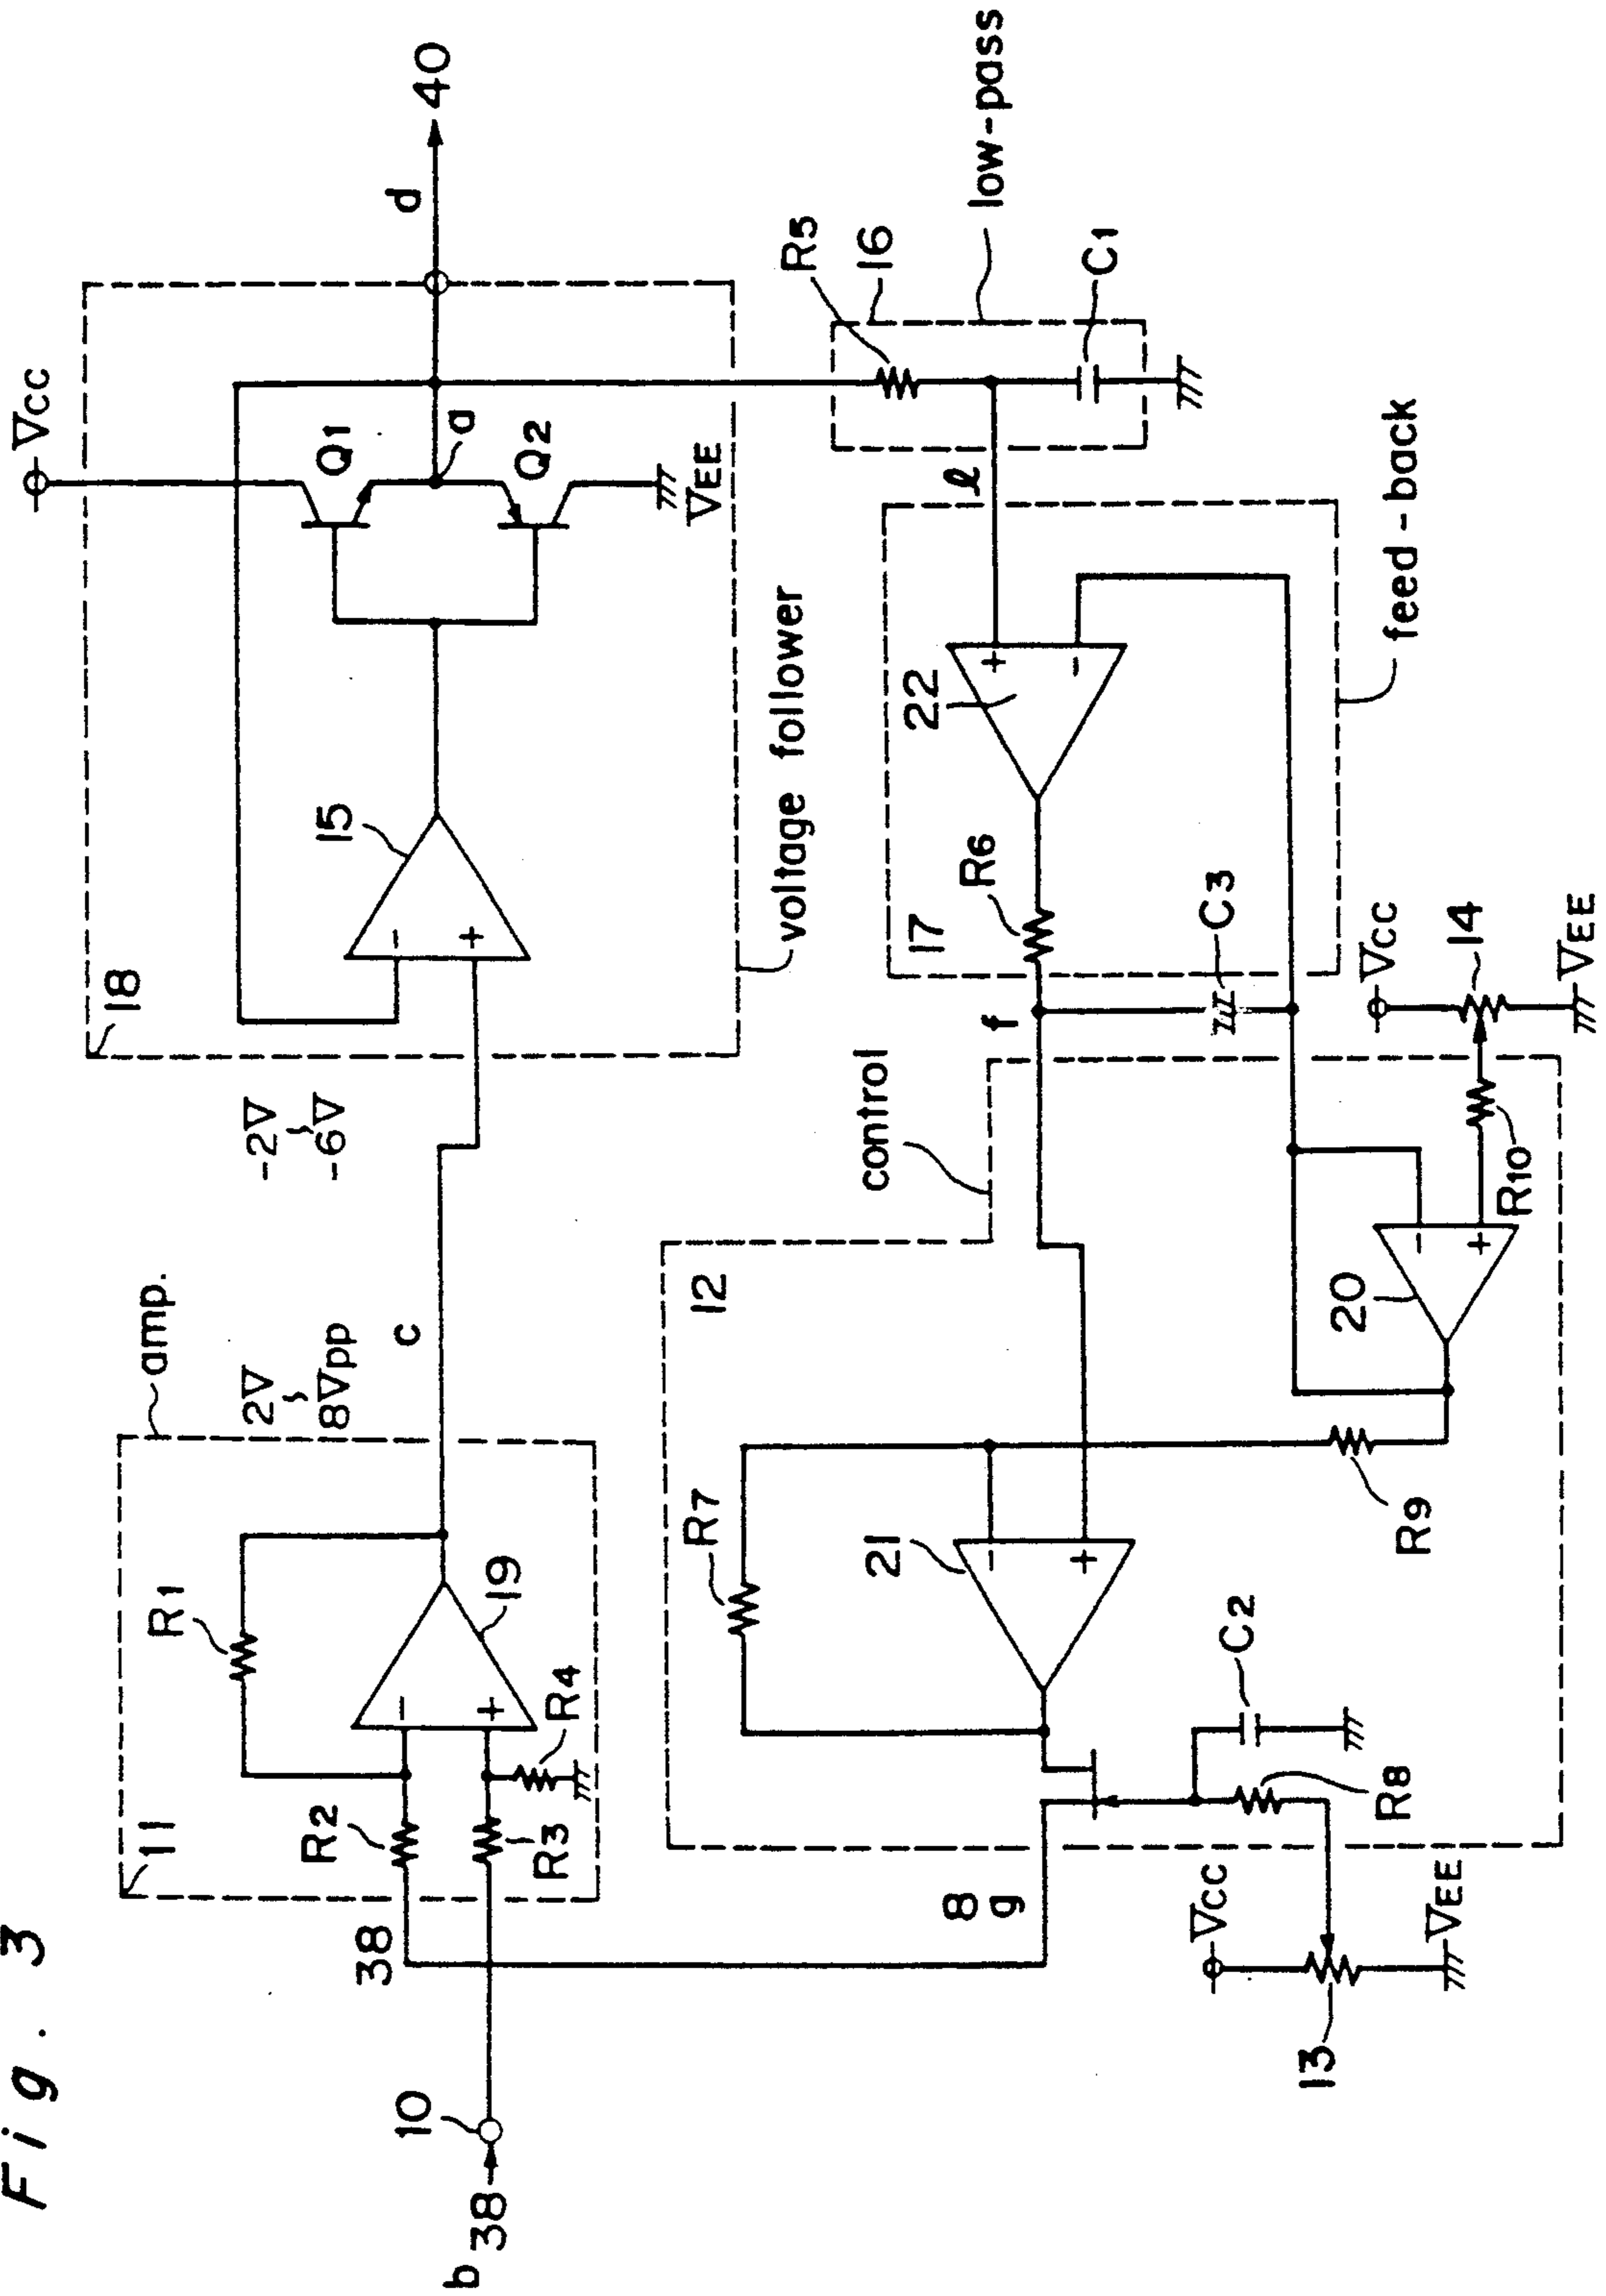 Fig. 3
b 38
10
38
11
amp.
R1
R2
R3
R4
19
-
+
2V
8Vpp
c
-2V
-6V
18
voltage follower
15
-
+
VCC
Q1
Q2
a
VEE
d
40
R5
16
low-pass
C1
l
17
feed-back
22
+
-
R6
C3
f
control
12
21
-
+
R7
R9
20
-
+
R10
VCC
14
VEE
8
g
C2
R8
VCC
13
VEE